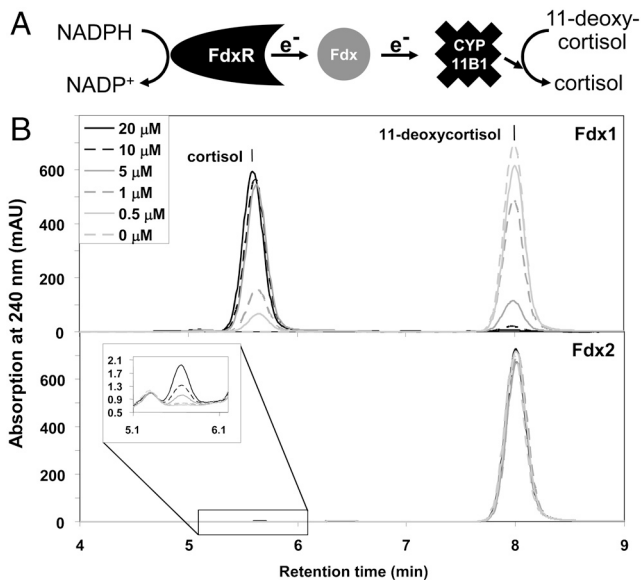 A
NADPH
NADP⁺
FdxR
e⁻
Fdx
e⁻
CYP
11B1
11-deoxy-
cortisol
cortisol
B
20 µM
10 µM
5 µM
1 µM
0.5 µM
0 µM
cortisol
11-deoxycortisol
Fdx1
600
400
200
0
Fdx2
2.1
1.7
1.3
0.9
0.5
5.1
6.1
600
400
200
0
4
5
6
7
8
9
Absorption at 240 nm (mAU)
Retention time (min)